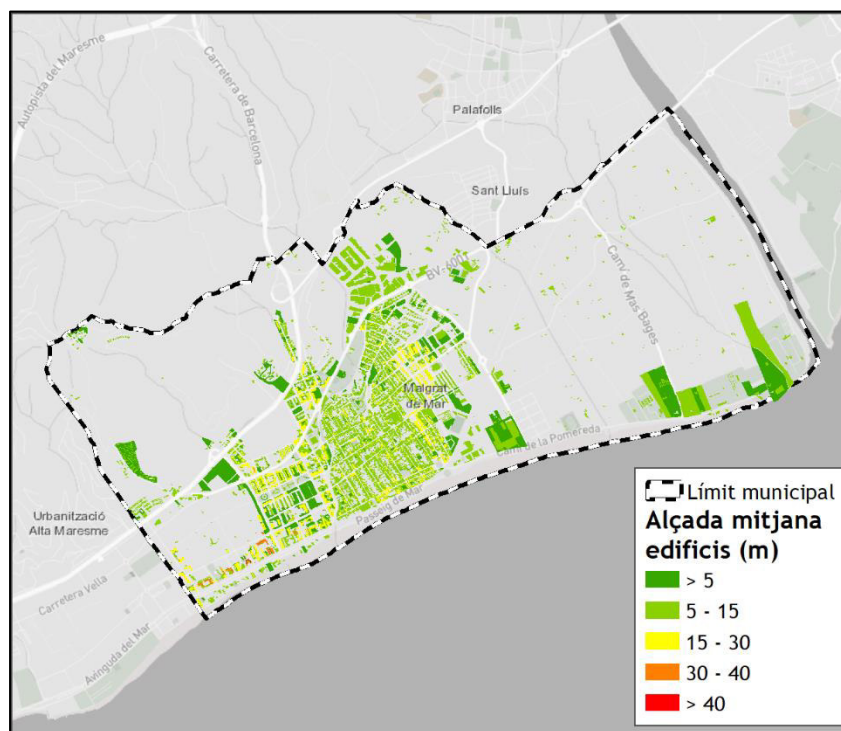 Autopista del Maresme
Carretera de Barcelona
Palafolls
Sant Lluís
BV-6001
Camí de Mas Bages
Malgrat
de Mar
Camí de la Pomereda
Passeig de Mar
Urbanització
Alta Maresme
Carretera Vella
Avinguda del Mar
Límit municipal
Alçada mitjana
edificis (m)
> 5
5 - 15
15 - 30
30 - 40
> 40